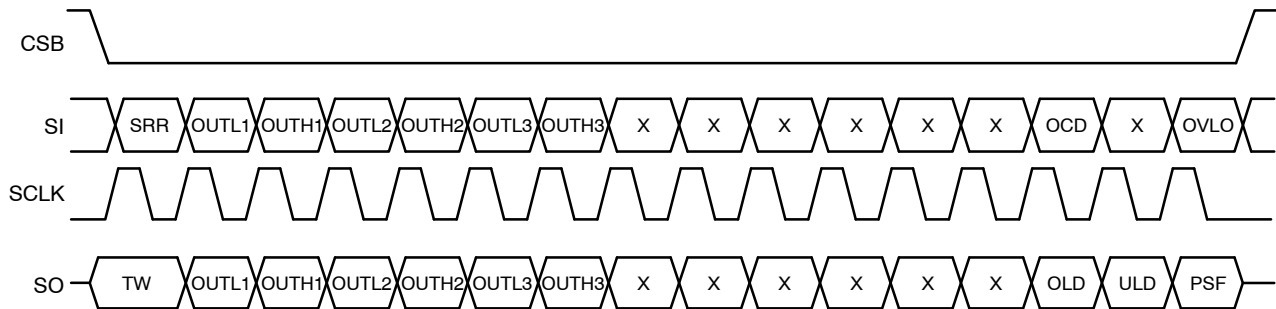 CSB
SI SRR OUTL1 OUTH1 OUTL2 OUTH2 OUTL3 OUTH3 X X X X X X OCD X OVLO
SCLK
SO TW OUTL1 OUTH1 OUTL2 OUTH2 OUTL3 OUTH3 X X X X X X OLD ULD PSF